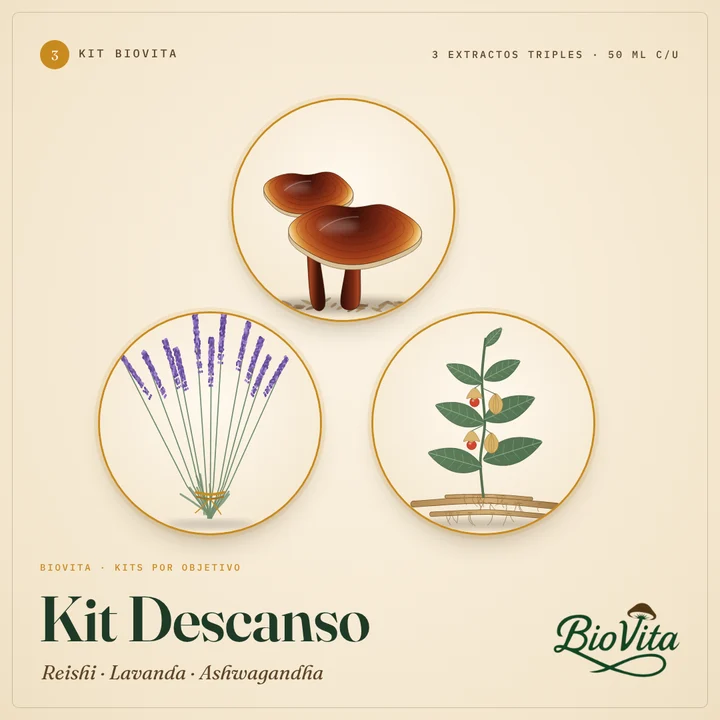 3 KIT BIOVITA
3 EXTRACTOS TRIPLES · 50 ML C/U
BIOVITA · KITS POR OBJETIVO
Kit Descanso
Reishi · Lavanda · Ashwagandha
BioVita